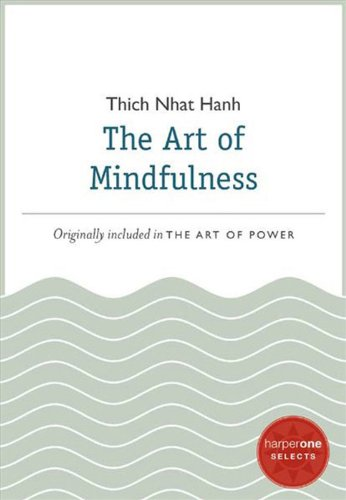 Thich Nhat Hanh
The Art of
Mindfulness
Originally included in THE ART OF POWER
harperone
SELECTS